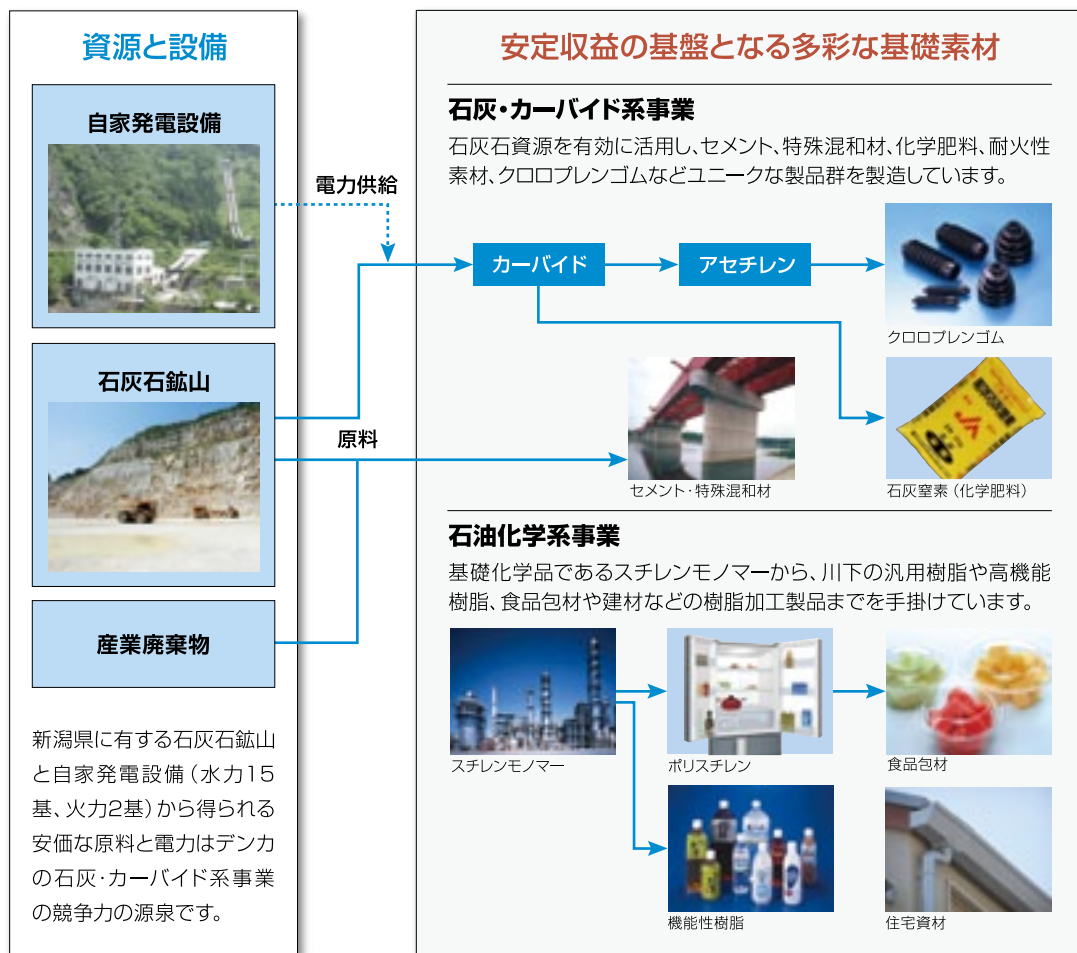 資源と設備
自家発電設備
石灰石鉱山
産業廃棄物
新潟県に有する石灰石鉱山
と自家発電設備(水力15
基、火力2基)から得られる
安価な原料と電力はデンカ
の石灰・カーバイド系事業
の競争力の源泉です。
電力供給
原料
安定収益の基盤となる多彩な基礎素材
石灰・カーバイド系事業
石灰石資源を有効に活用し、セメント、特殊混和材、化学肥料、耐火性
素材、クロロプレンゴムなどユニークな製品群を製造しています。
カーバイド
アセチレン
クロロプレンゴム
セメント・特殊混和材
石灰窒素(化学肥料)
石油化学系事業
基礎化学品であるスチレンモノマーから、川下の汎用樹脂や高機能
樹脂、食品包材や建材などの樹脂加工製品までを手掛けています。
スチレンモノマー
ポリスチレン
食品包材
機能性樹脂
住宅資材